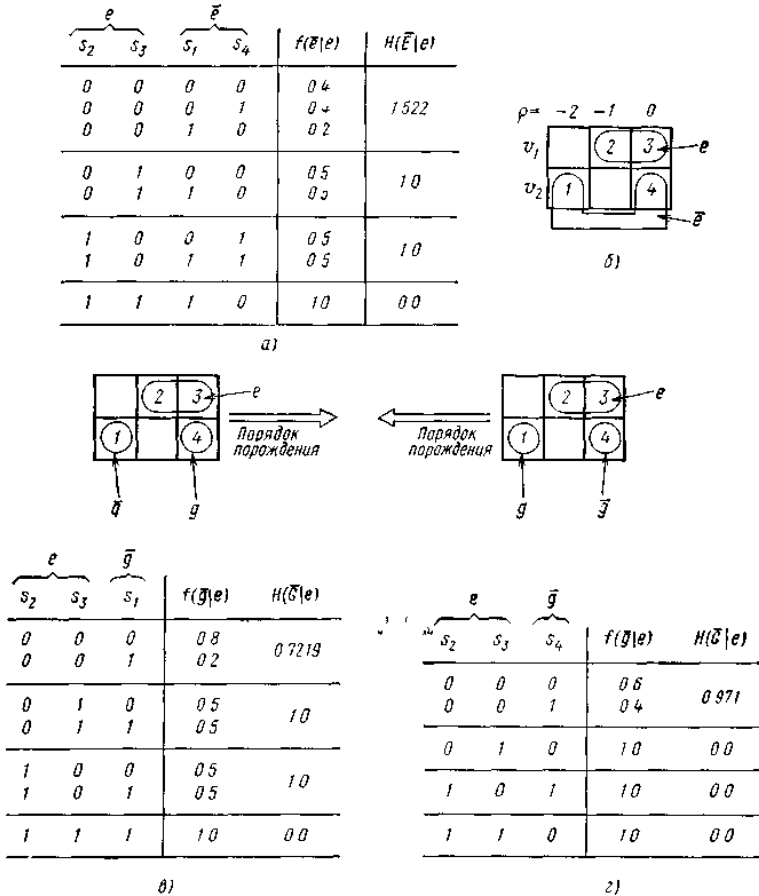 e ē
s₂ s₃ s₁ s₄ f(ē|e) H(Ē|e)
0 0 0 0 0 4
0 0 0 1 0 4 1 522
0 0 1 0 0 2
0 1 0 0 0 5
0 1 1 0 0 5 1 0
1 0 0 1 0 5
1 0 1 1 0 5 1 0
1 1 1 0 1 0 0 0
а)
ρ= -2 -1 0
v₁ 2 3 e
v₂ 1 4
ē
б)
2 3 e
1 4
Порядок порождения
ḡ g
2 3 e
1 4
Порядок порождения
g ḡ
e ḡ
s₂ s₃ s₁ f(ḡ|e) H(Ḡ|e)
0 0 0 0 8
0 0 1 0 2 0 7219
0 1 0 0 5
0 1 1 0 5 1 0
1 0 0 0 5
1 0 1 0 5 1 0
1 1 1 1 0 0 0
в)
e ḡ
s₂ s₃ s₄ f(ḡ|e) H(Ḡ|e)
0 0 0 0 6
0 0 1 0 4 0 971
0 1 0 1 0 0 0
1 0 1 1 0 0 0
1 1 0 1 0 0 0
г)